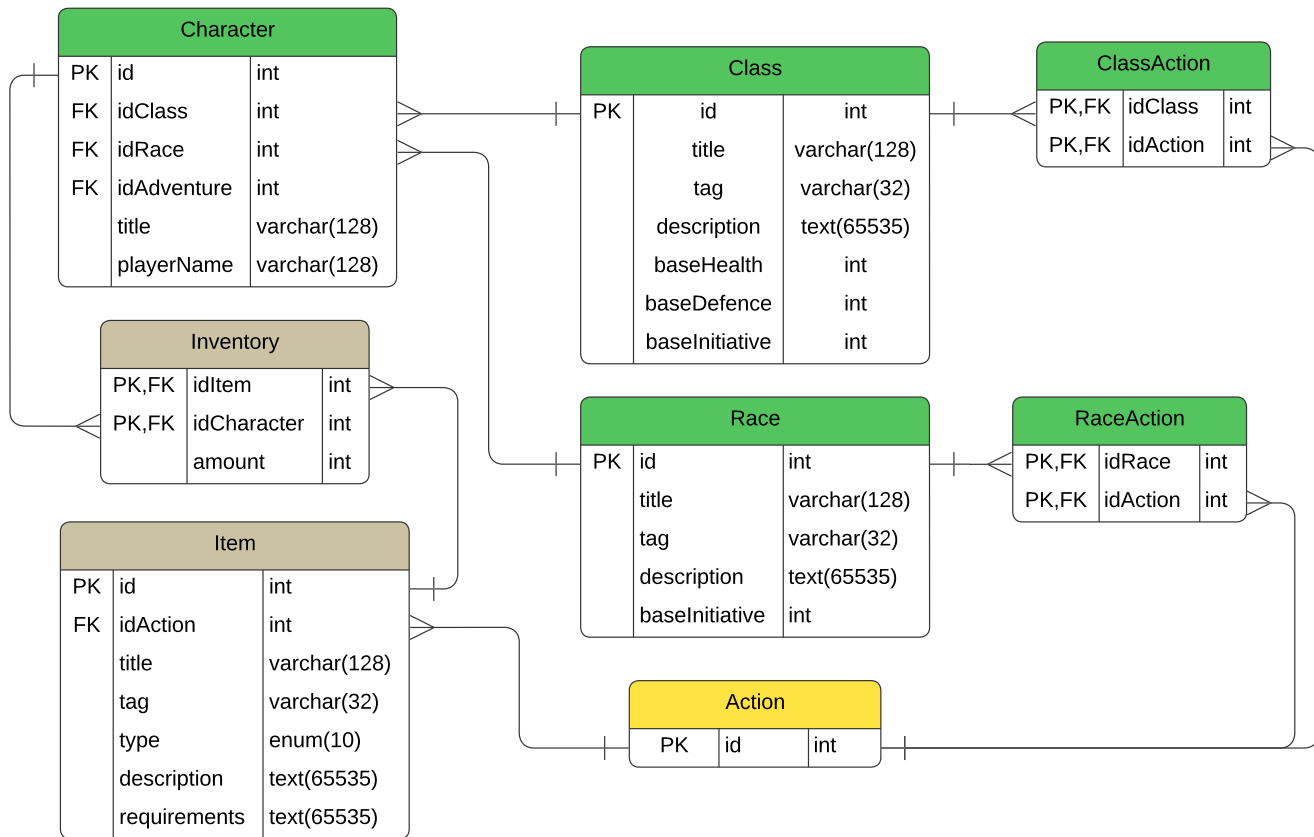 Character
PK id int
FK idClass int
FK idRace int
FK idAdventure int
title varchar(128)
playerName varchar(128)
Class
PK id int
title varchar(128)
tag varchar(32)
description text(65535)
baseHealth int
baseDefence int
baseInitiative int
ClassAction
PK,FK idClass int
PK,FK idAction int
Inventory
PK,FK idItem int
PK,FK idCharacter int
amount int
Race
PK id int
title varchar(128)
tag varchar(32)
description text(65535)
baseInitiative int
RaceAction
PK,FK idRace int
PK,FK idAction int
Item
PK id int
FK idAction int
title varchar(128)
tag varchar(32)
type enum(10)
description text(65535)
requirements text(65535)
Action
PK id int